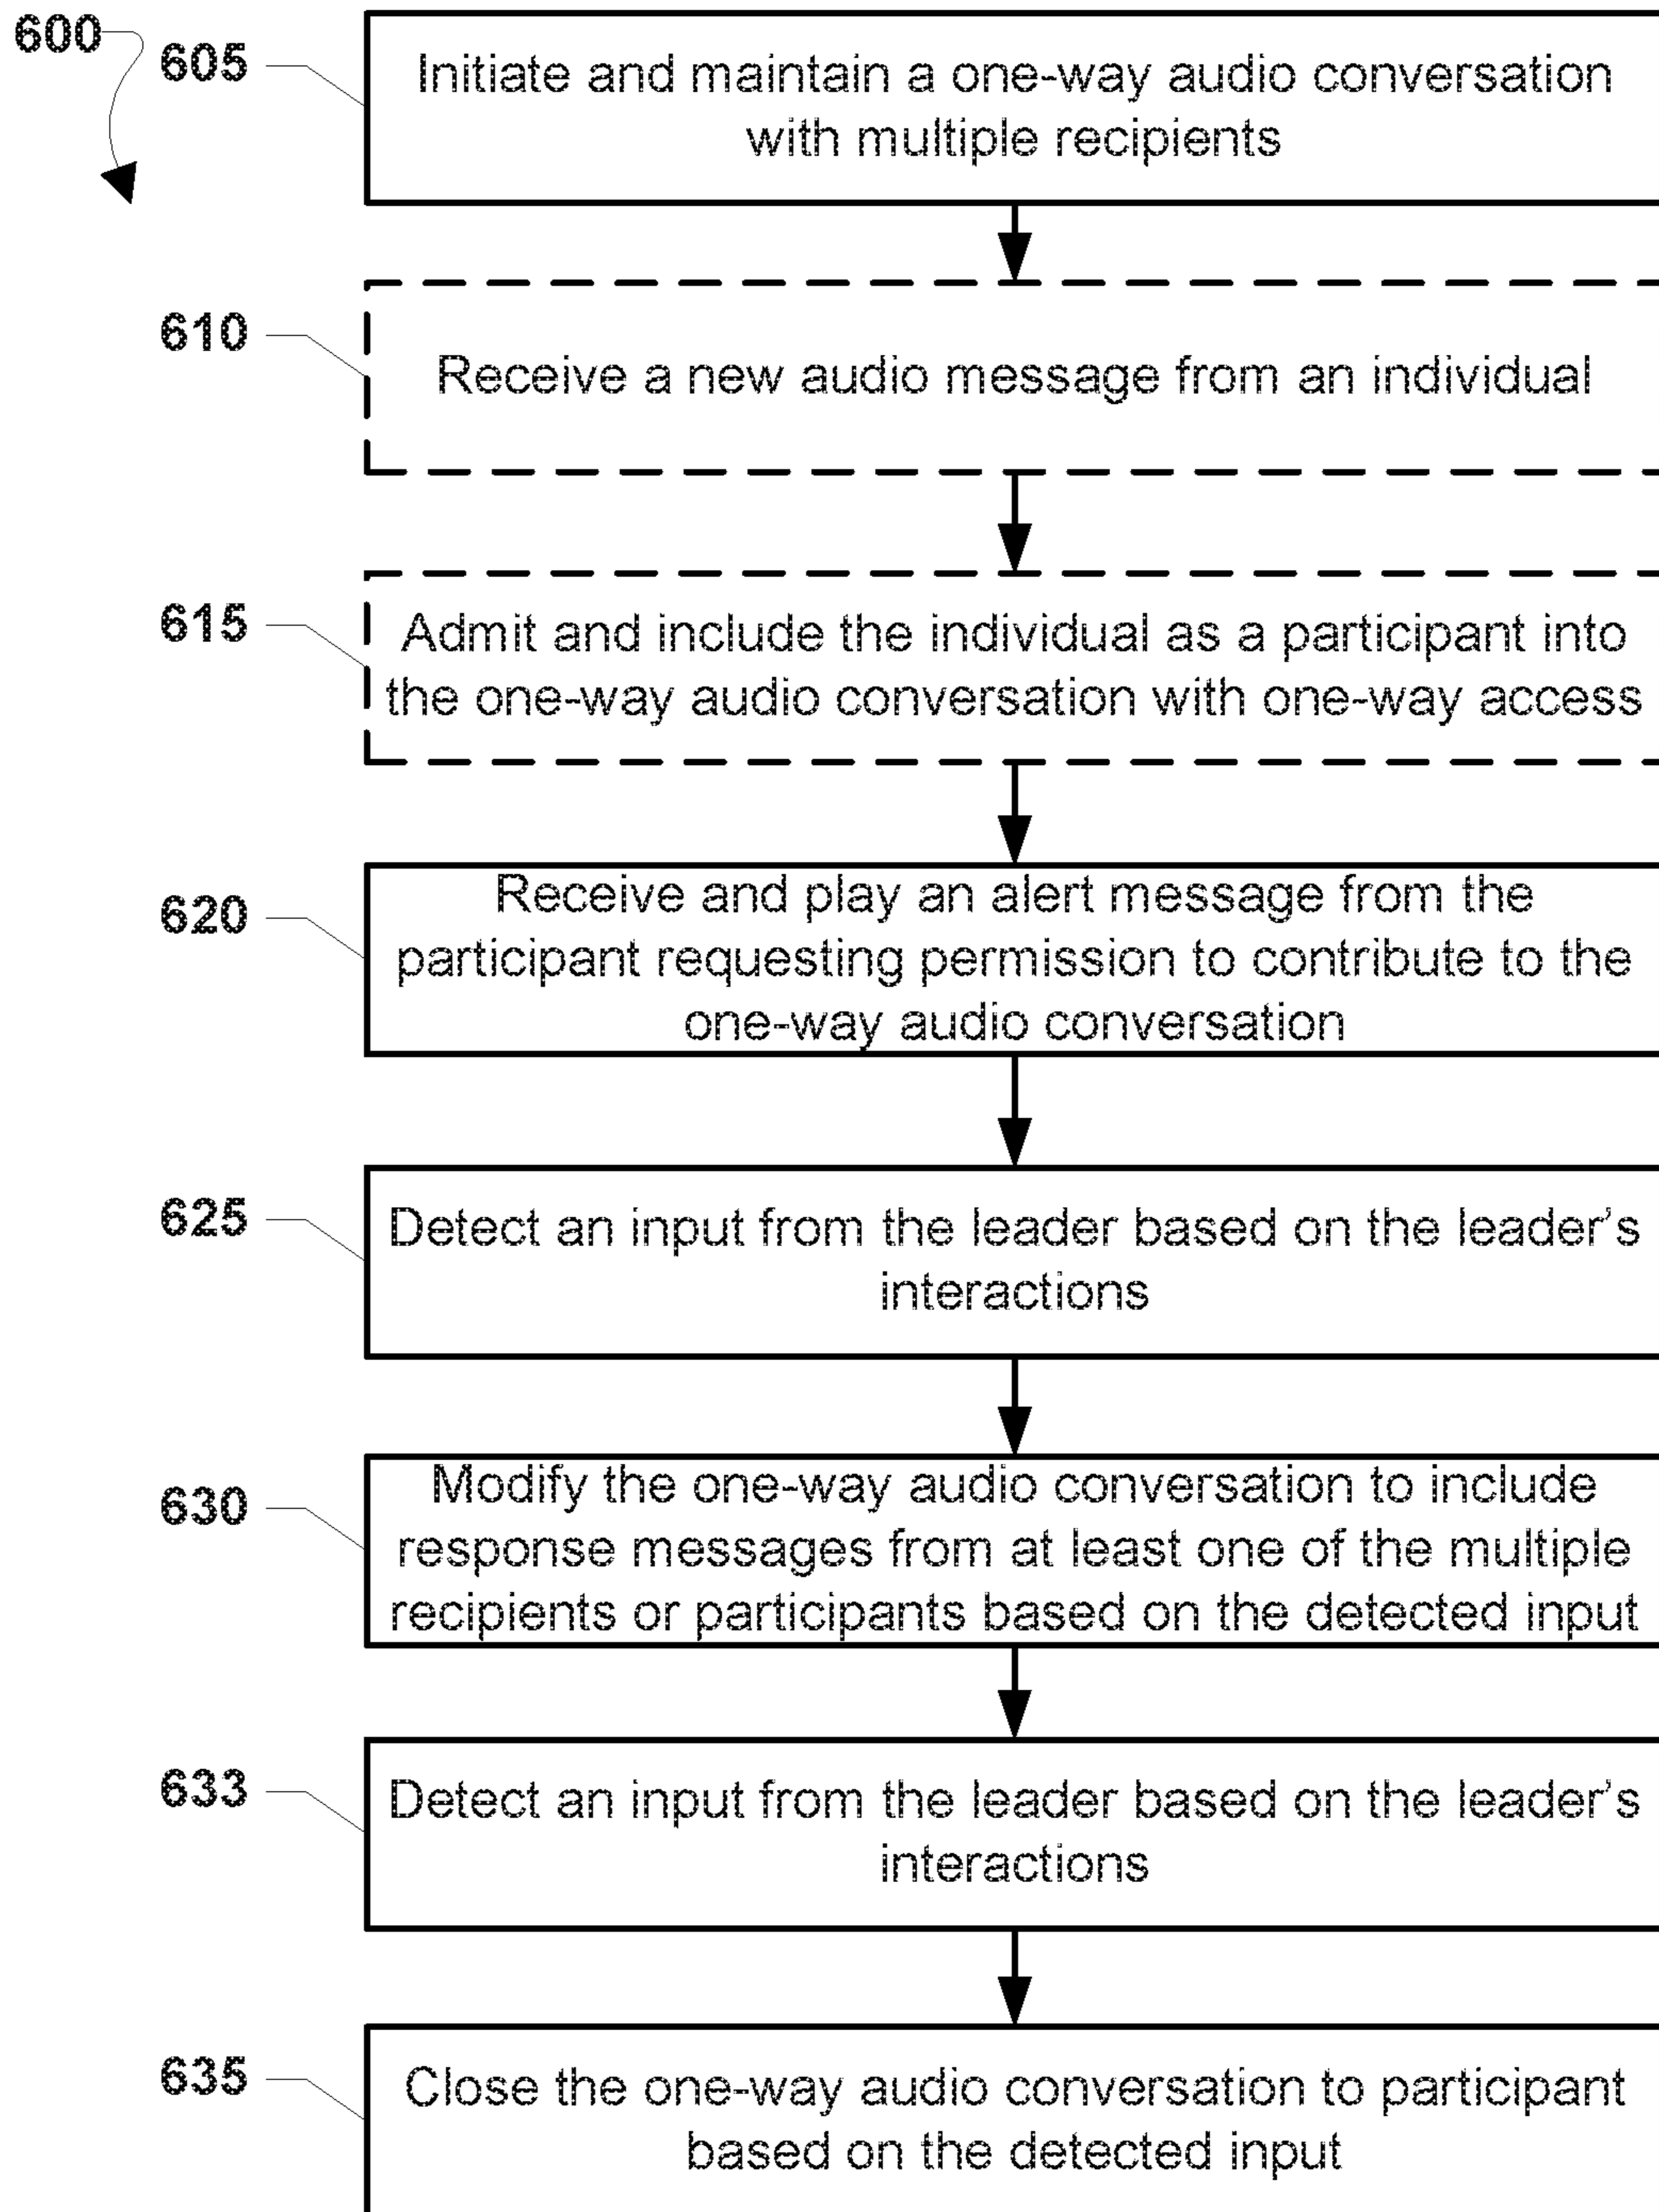 600
605
Initiate and maintain a one-way audio conversation
with multiple recipients
610
Receive a new audio message from an individual
615
Admit and include the individual as a participant into
the one-way audio conversation with one-way access
620
Receive and play an alert message from the
participant requesting permission to contribute to the
one-way audio conversation
625
Detect an input from the leader based on the leader’s
interactions
630
Modify the one-way audio conversation to include
response messages from at least one of the multiple
recipients or participants based on the detected input
633
Detect an input from the leader based on the leader’s
interactions
635
Close the one-way audio conversation to participant
based on the detected input